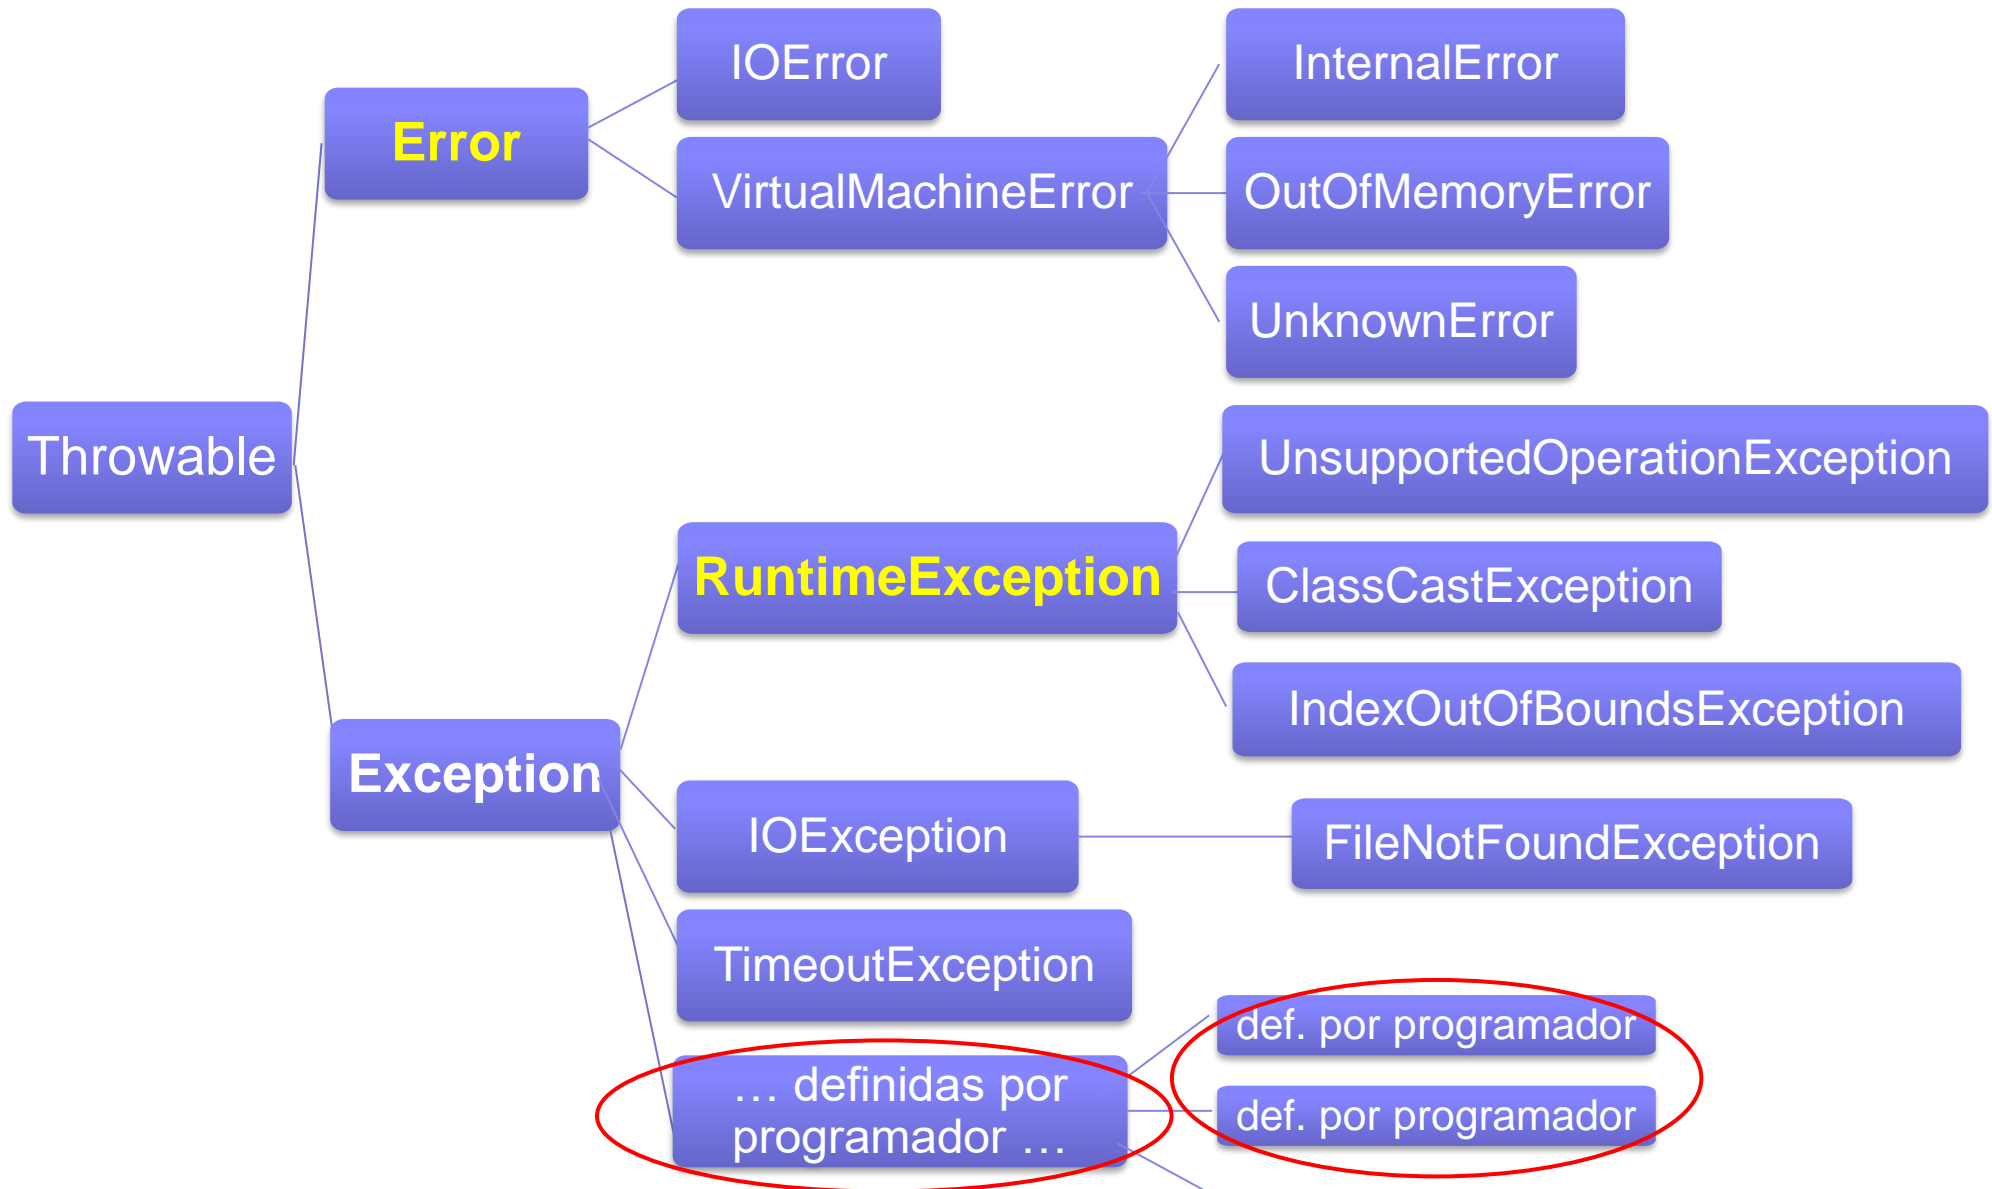 Throwable
Error
IOError
VirtualMachineError
InternalError
OutOfMemoryError
UnknownError
Exception
RuntimeException
UnsupportedOperationException
ClassCastException
IndexOutOfBoundsException
IOException
FileNotFoundException
TimeoutException
… definidas por
programador …
def. por programador
def. por programador